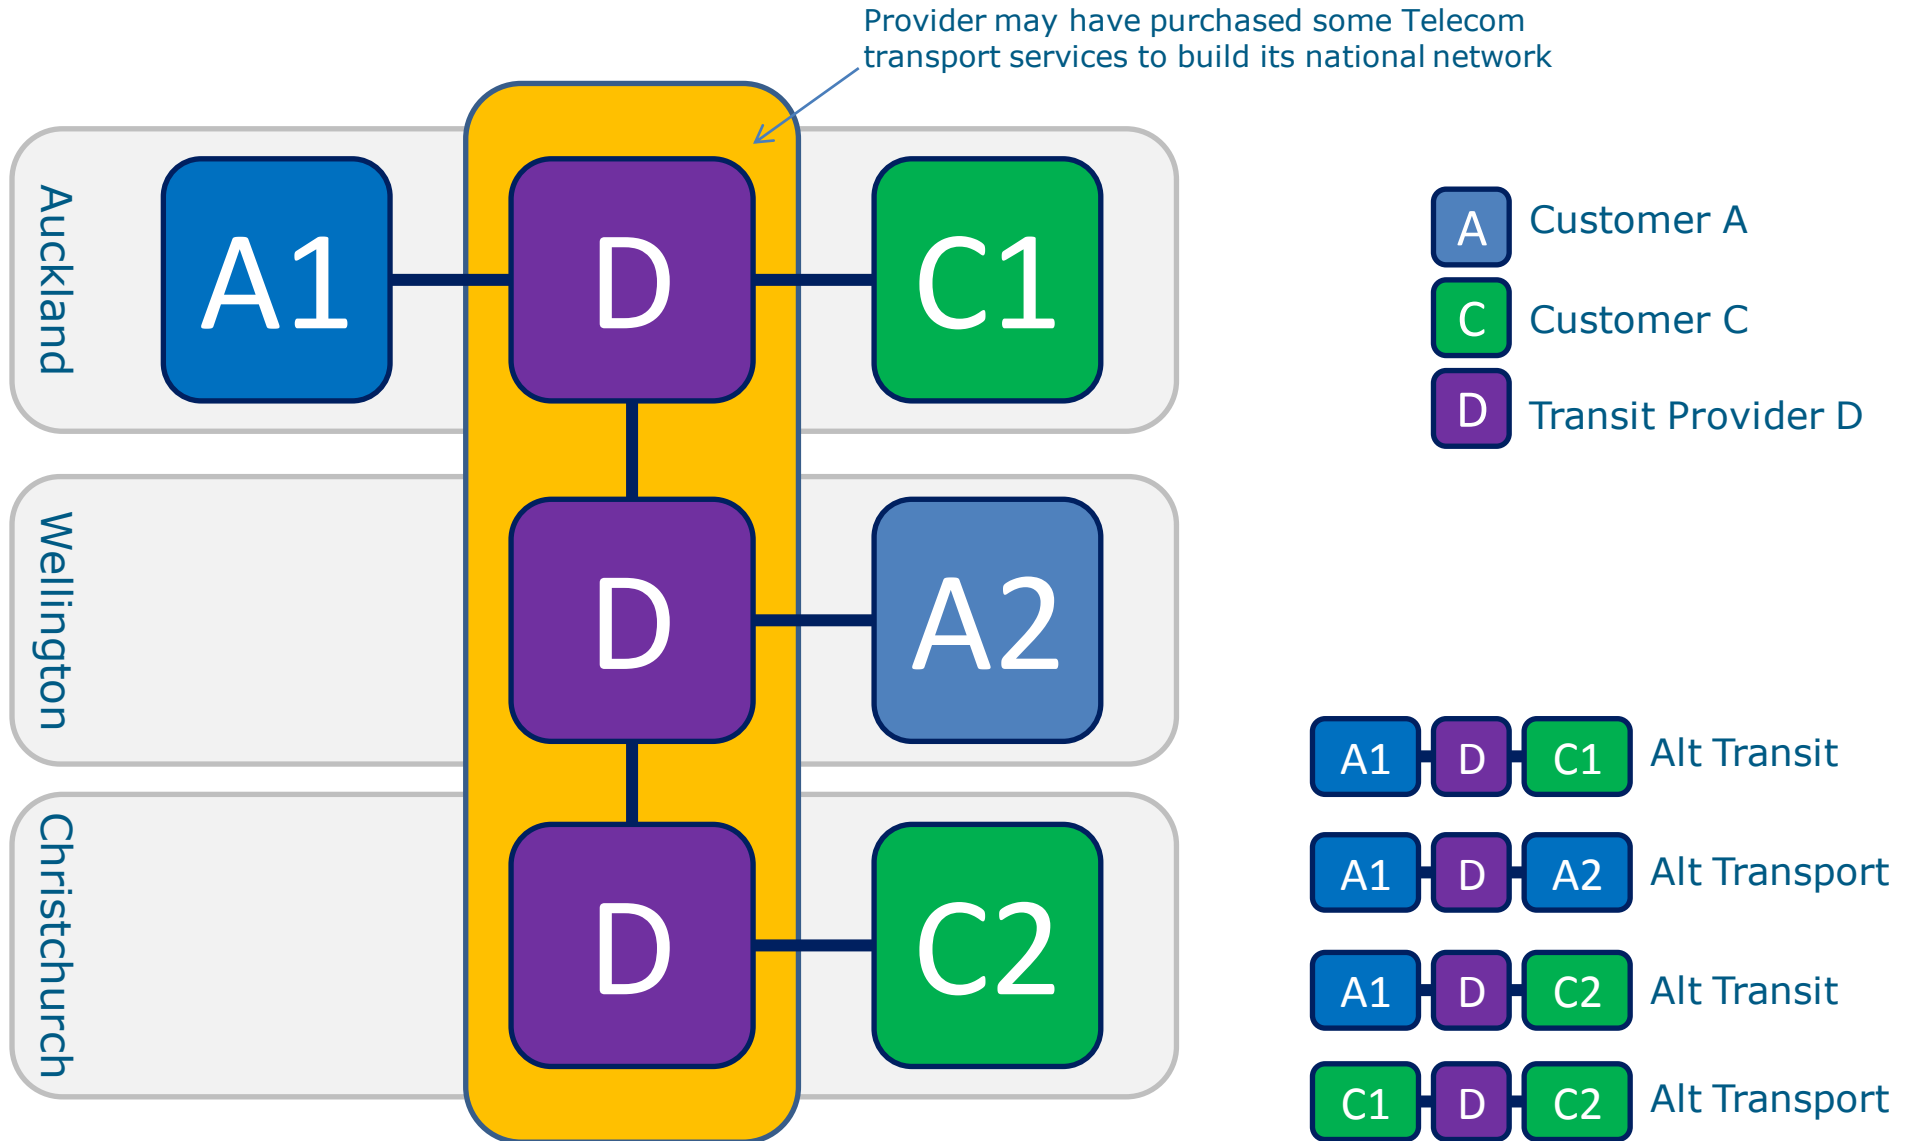 Provider may have purchased some Telecom
transport services to build its national network
Auckland
A1
D
C1
Wellington
D
A2
Christchurch
D
C2
A Customer A
C Customer C
D Transit Provider D
A1 D C1 Alt Transit
A1 D A2 Alt Transport
A1 D C2 Alt Transit
C1 D C2 Alt Transport